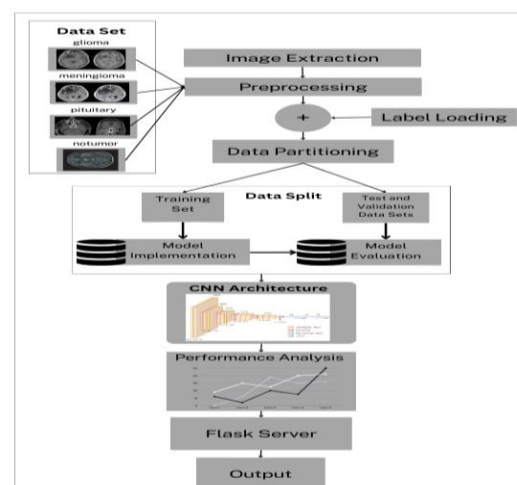 Data Set
glioma
meningioma
pituitary
notumor
Image Extraction
Preprocessing
+
Label Loading
Data Partitioning
Data Split
Training
Set
Test and
Validation
Data Sets
Model
Implementation
Model
Evaluation
CNN Architecture
Performance Analysis
Flask Server
Output